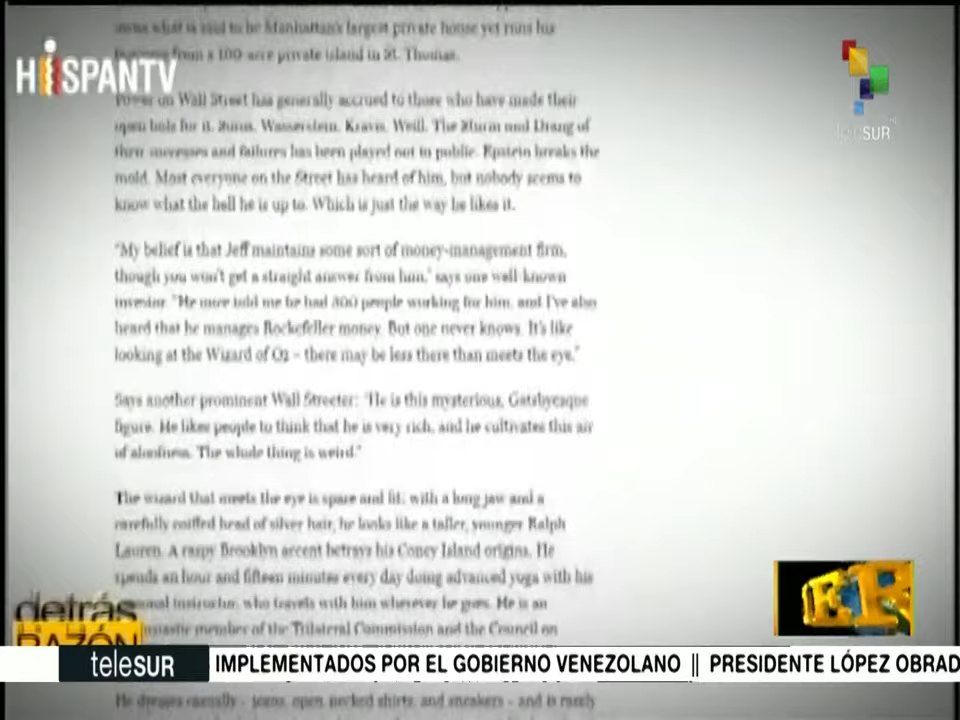 what is said to be Manhattan's largest private house yet runs his
from a 100-acre private island in St. Thomas.
HISPANTV
teleSUR
Power on Wall Street has generally accrued to those who have made their
open bids for it. Wasserstein. Kravis. Weill. The Sturm und Drang of
their successes and failures has been played out in public. Epstein breaks the
mold. Most everyone on the Street has heard of him, but nobody seems to
know what the hell he is up to. Which is just the way he likes it.
"My belief is that Jeff maintains some sort of money-management firm,
though you won't get a straight answer from him," says one well-known
investor. "He once told me he had 300 people working for him, and I've also
heard that he manages Rockefeller money. But one never knows. It's like
looking at the Wizard of Oz – there may be less there than meets the eye."
Says another prominent Wall Streeter: "He is this mysterious, Gatsbyesque
figure. He likes people to think that he is very rich, and he cultivates this air
of aloofness. The whole thing is weird."
The wizard that meets the eye is spare and fit; with a long jaw and a
carefully coiffed head of silver hair, he looks like a taller, younger Ralph
Lauren. A raspy Brooklyn accent betrays his Coney Island origins. He
spends an hour and fifteen minutes every day doing advanced yoga with his
instructor, who travels with him wherever he goes. He is an
member of the Trilateral Commission and the Council on
detrás
RAZÓN
ER
teleSUR IMPLEMENTADOS POR EL GOBIERNO VENEZOLANO || PRESIDENTE LÓPEZ OBRAD
He dresses casually – jeans, open-necked shirts, and sneakers – and is rarely